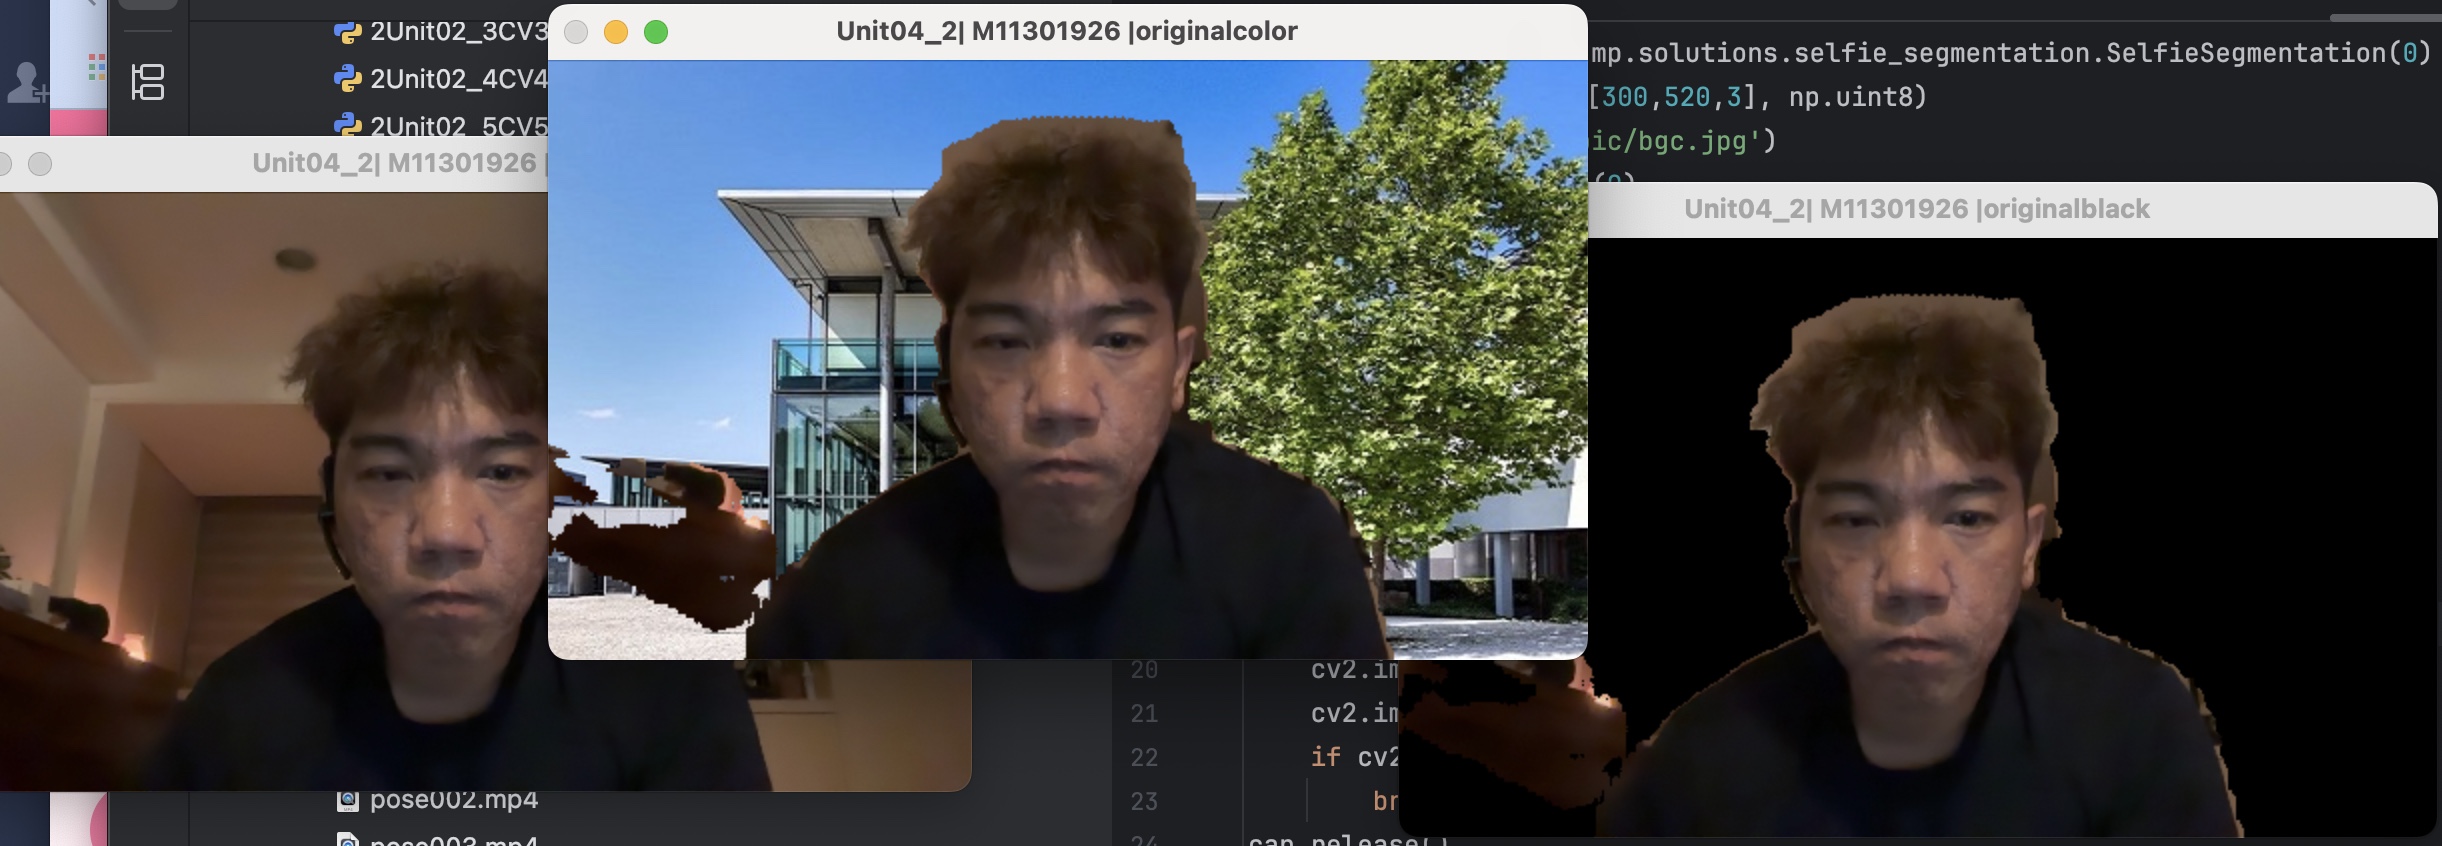 2Unit02_3CV3
2Unit02_4CV4
2Unit02_5CV5
Unit04_2| M11301926 |
Unit04_2| M11301926 |originalcolor
mp.solutions.selfie_segmentation.SelfieSegmentation(0)
[300,520,3], np.uint8)
ic/bgc.jpg')
Unit04_2| M11301926 |originalblack
20 cv2.im
21 cv2.im
22 if cv2
23 br
24 cap.release()
pose002.mp4
pose003.mp4